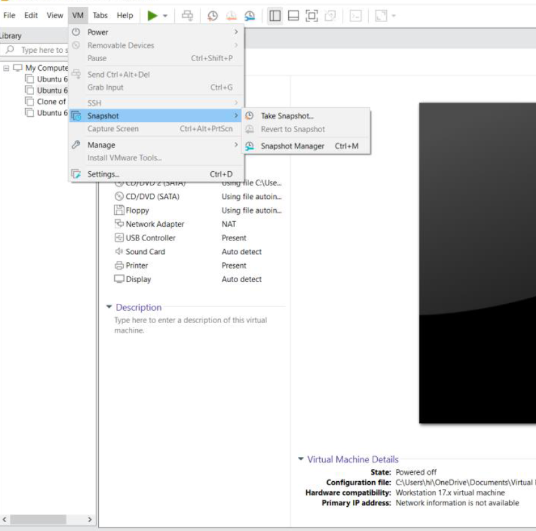 File Edit View VM Tabs Help
Library
Type here to s
My Compute
Ubuntu 6
Ubuntu 6
Clone of
Ubuntu 6
Power
Removable Devices
Pause Ctrl+Shift+P
Send Ctrl+Alt+Del
Grab Input Ctrl+G
SSH
Snapshot
Capture Screen Ctrl+Alt+PrtScn
Manage
Install VMware Tools...
Settings... Ctrl+D
Take Snapshot...
Revert to Snapshot
Snapshot Manager Ctrl+M
CD/DVD 2 (SATA) Using file C:\Use...
CD/DVD (SATA) Using file autoin...
Floppy Using file autoin...
Network Adapter NAT
USB Controller Present
Sound Card Auto detect
Printer Present
Display Auto detect
Description
Type here to enter a description of this virtual
machine.
Virtual Machine Details
State: Powered off
Configuration file: C:\Users\hi\OneDrive\Documents\Virtual
Hardware compatibility: Workstation 17.x virtual machine
Primary IP address: Network information is not available